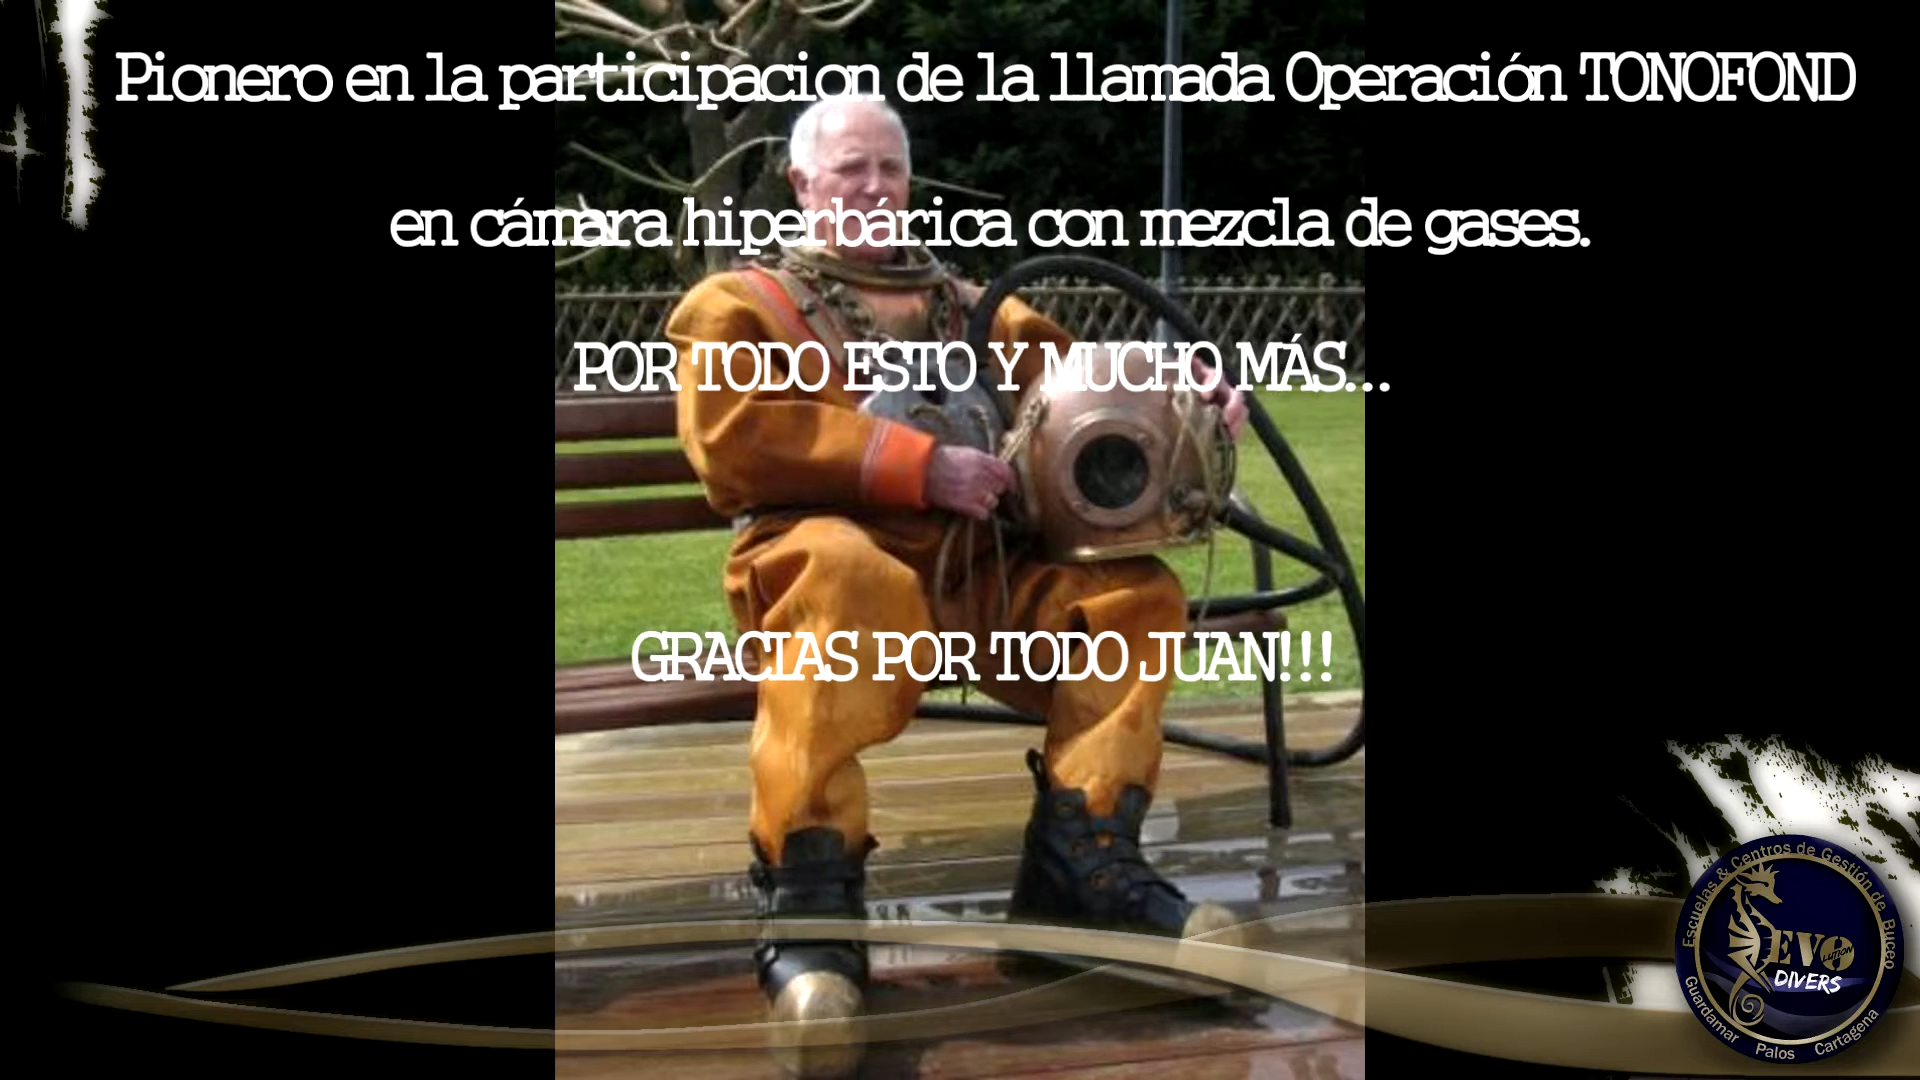 Pionero en la participacion de la llamada Operación TONOFOND
en cámara hiperbárica con mezcla de gases.
POR TODO ESTO Y MUCHO MÁS...
GRACIAS POR TODO JUAN!!!
Escuelas & Centros de Gestión de Buceo
EVO
LUTION
DIVERS
Guardamar Palos Cartagena